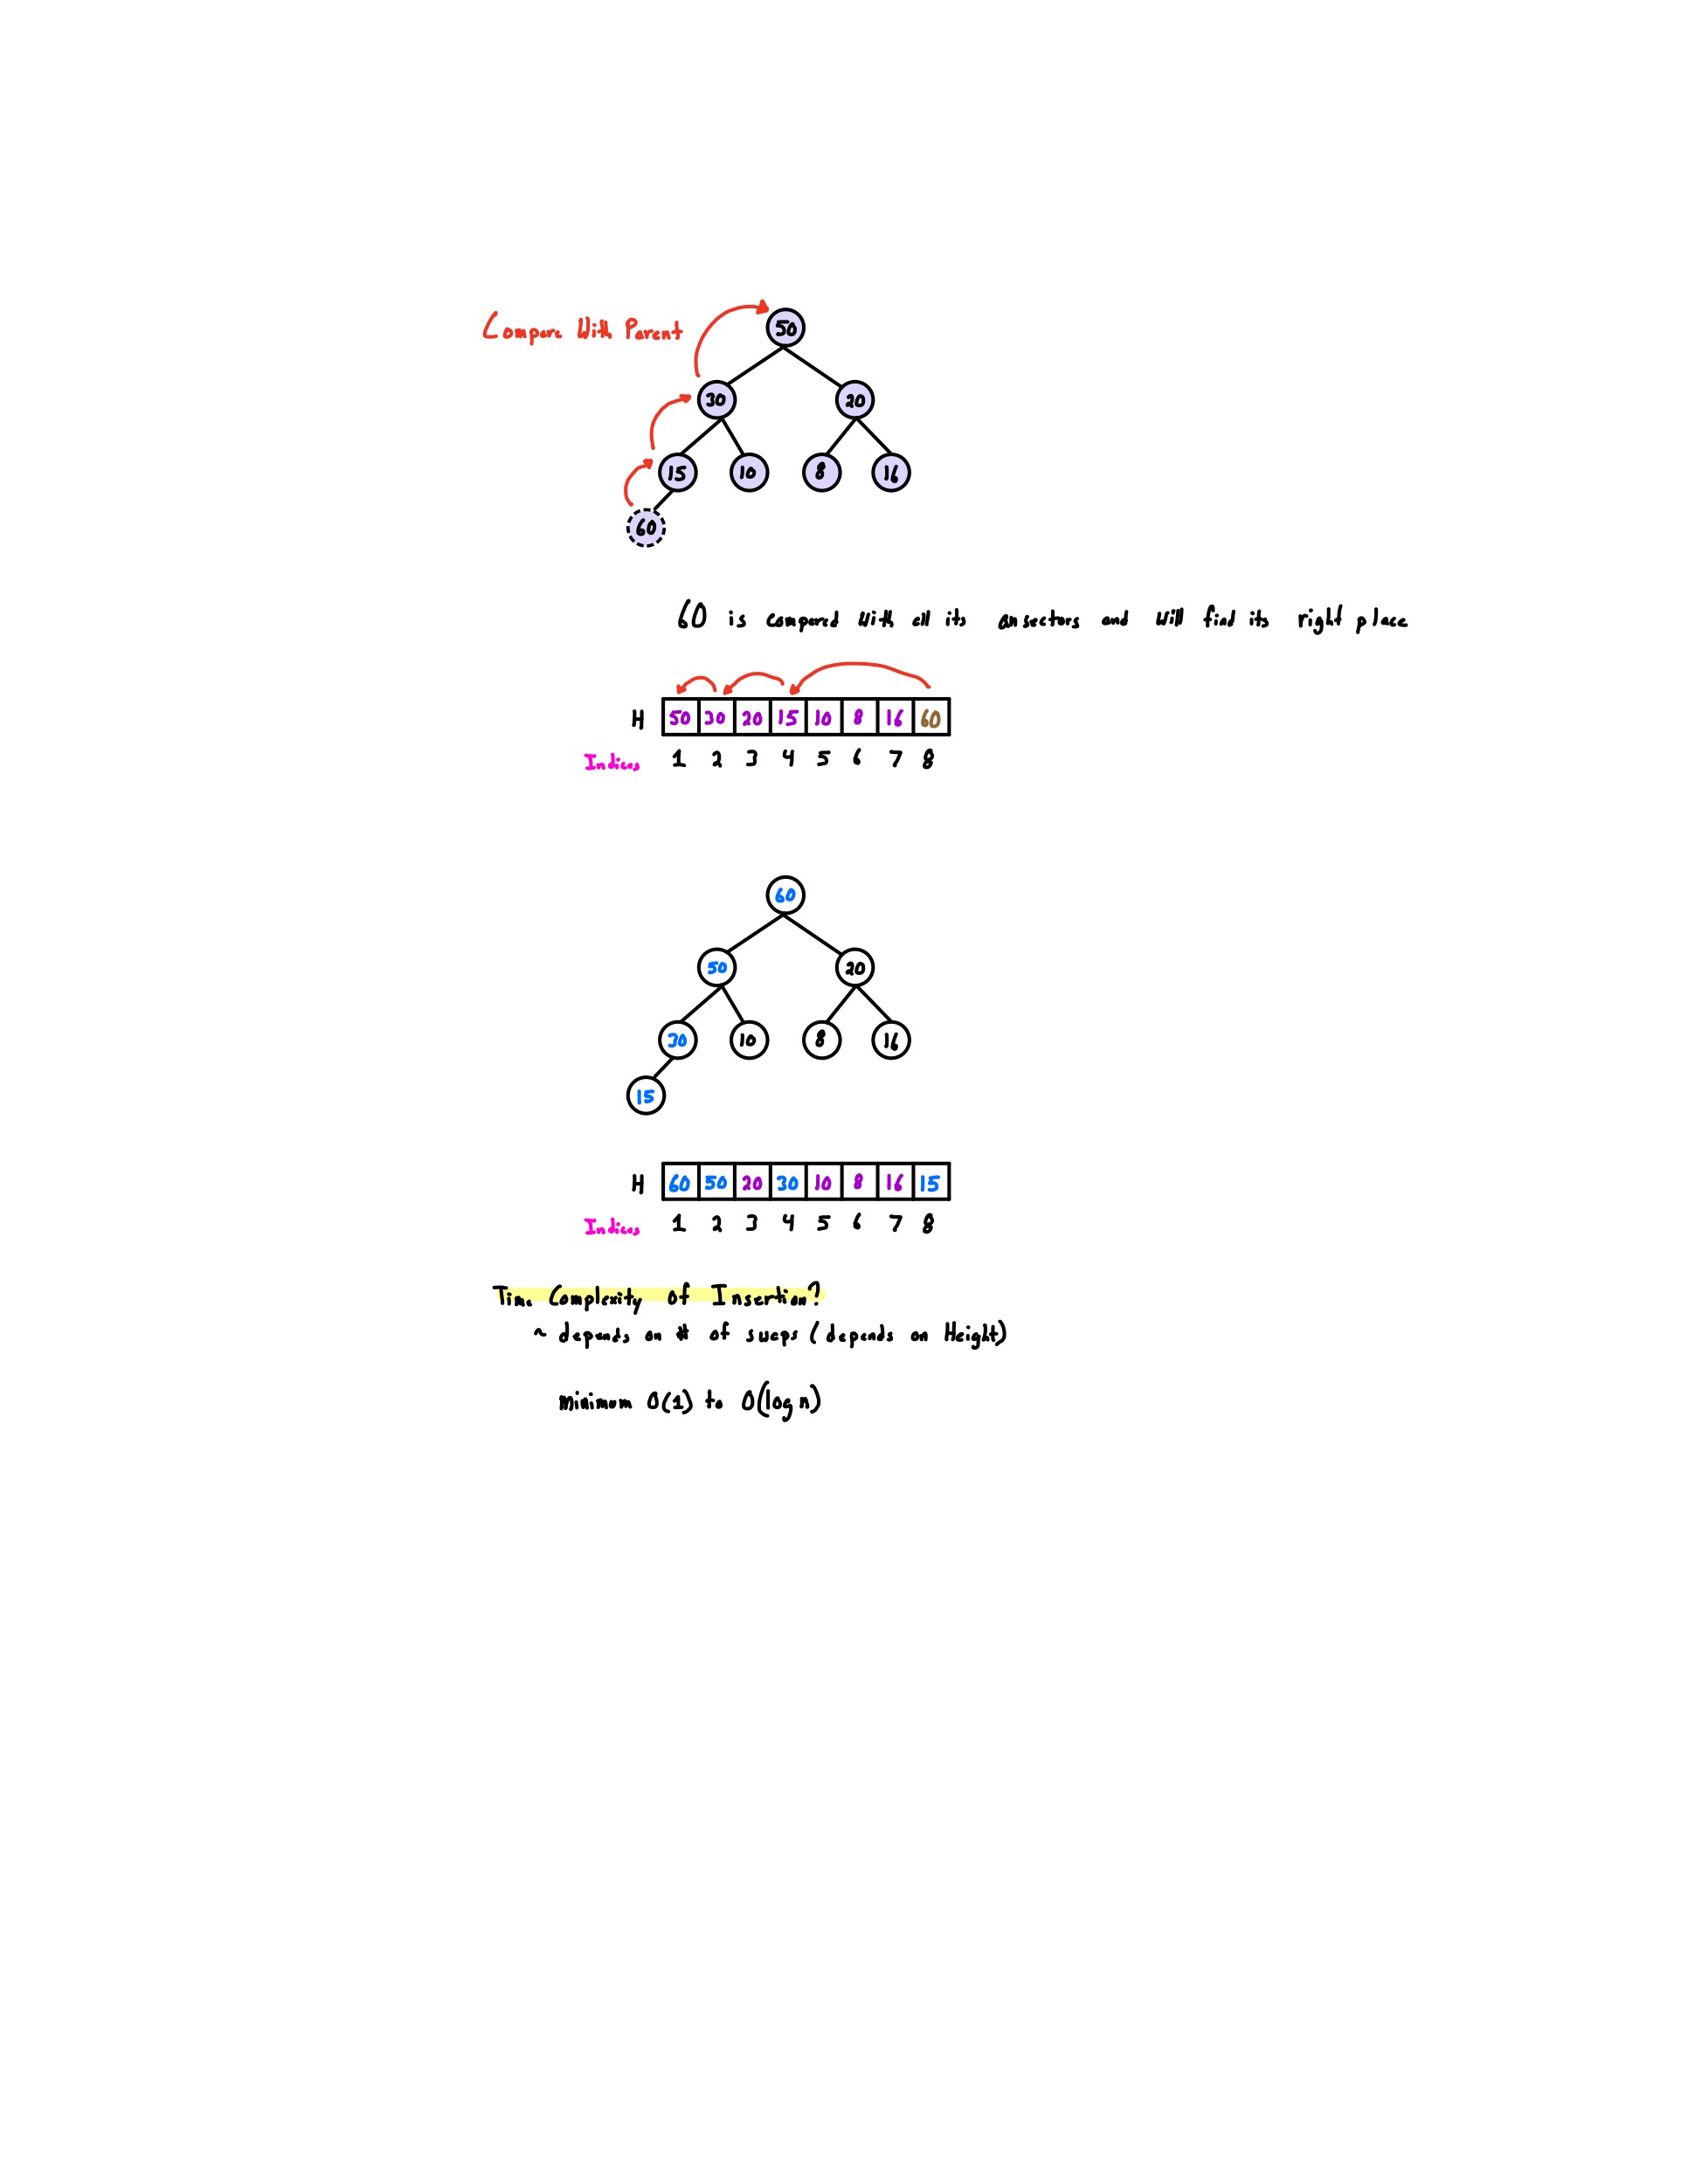 Compare With Parent
50
30 20
15 10 8 16
60
60 is compared with all its ansectors and will find its right place
H 50 30 20 15 10 8 16 60
Indices 1 2 3 4 5 6 7 8
60
50 20
30 10 8 16
15
H 60 50 20 30 10 8 16 15
Indices 1 2 3 4 5 6 7 8
Time Complexity of Insertion?
~ depends on # of swaps (depends on Height)
minimum O(1) to O(log n)